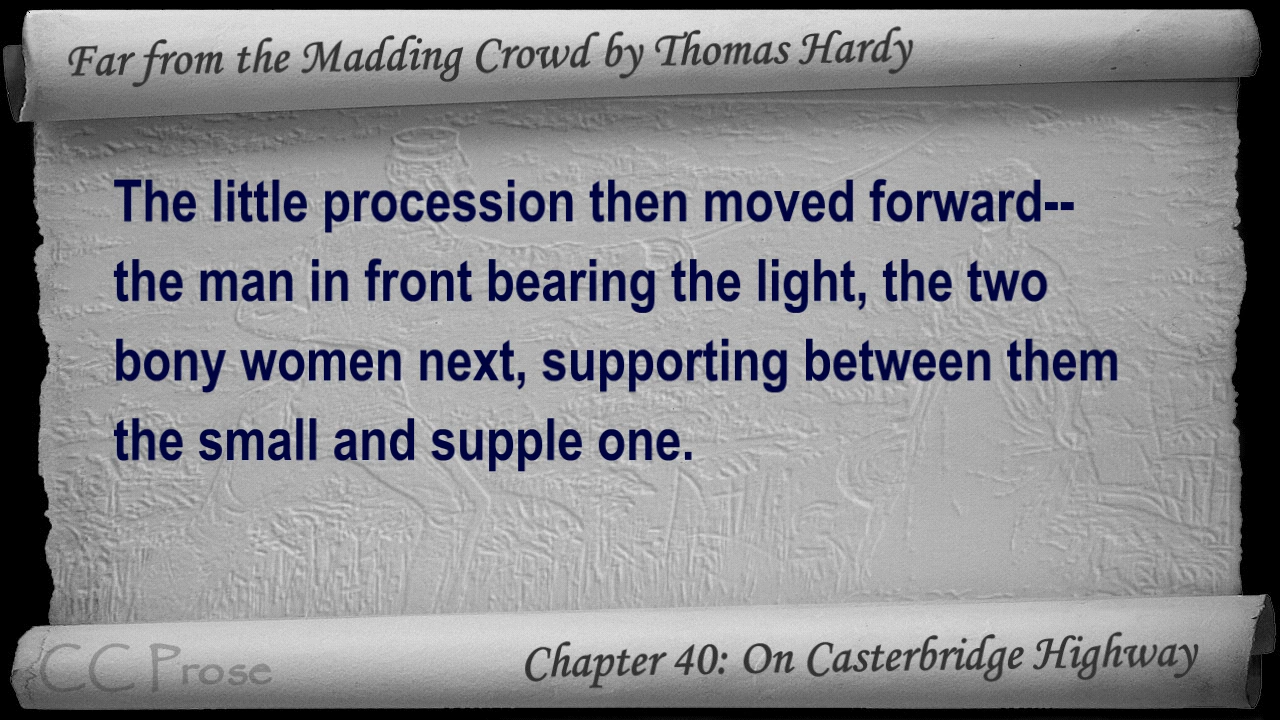 Far from the Madding Crowd by Thomas Hardy
The little procession then moved forward--
the man in front bearing the light, the two
bony women next, supporting between them
the small and supple one.
CC Prose
Chapter 40: On Casterbridge Highway